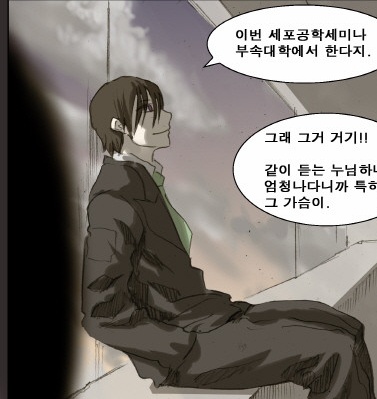 이번 세포공학세미나
부속대학에서 한다지.
그래 그거 거기!!
같이 듣는 누님하나
엄청나다니까 특히
그 가슴이.